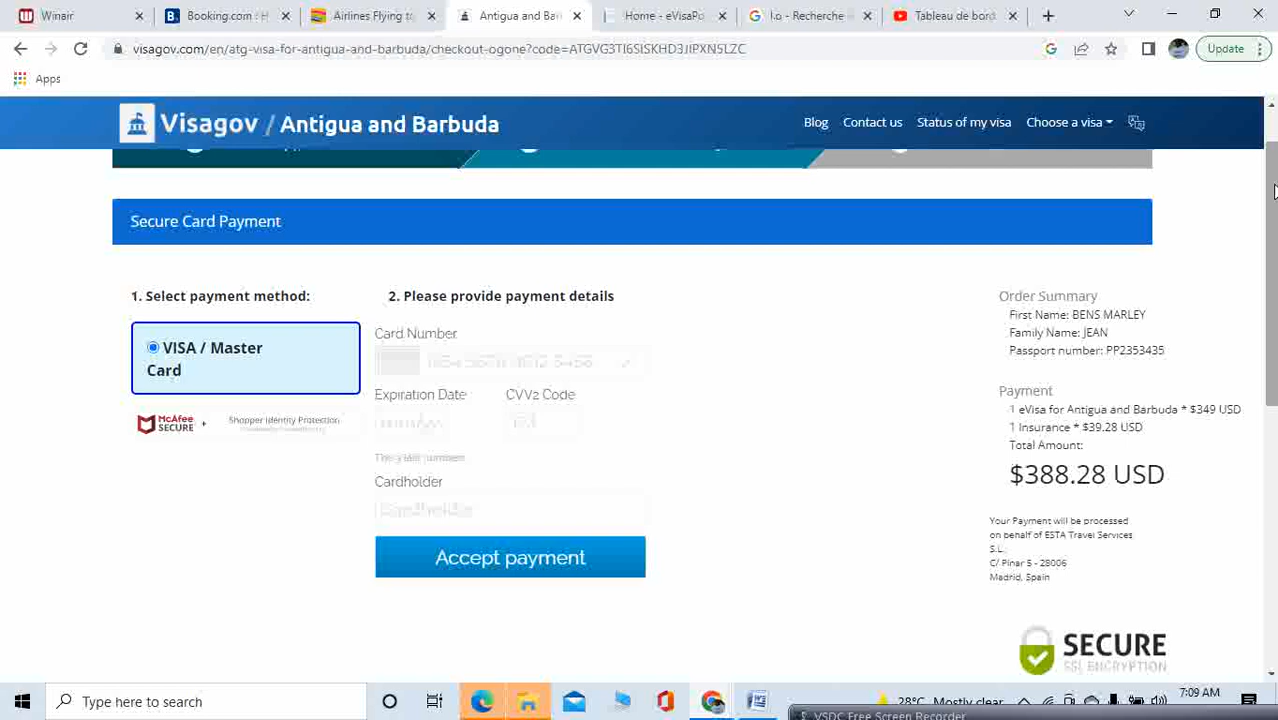 Winair
Booking.com : H
Airlines Flying to
Antigua and Bar
Home - eVisaPo
- Recherche
Tableau de bord
visagov.com/en/atg-visa-for-antigua-and-barbuda/checkout-ogone?code=
Update
Apps
Visagov / Antigua and Barbuda
Blog
Contact us
Status of my visa
Choose a visa
Secure Card Payment
1. Select payment method:
2. Please provide payment details
Order Summary
First Name: BENS MARLEY
Family Name: JEAN
Passport number: PP2353435
VISA / Master
Card
Card Number
Expiration Date
CVV2 Code
McAfee
SECURE
Shopper Identity Protection
Cardholder
Accept payment
Payment
1 eVisa for Antigua and Barbuda * $349 USD
1 Insurance * $39.28 USD
Total Amount:
$388.28 USD
Your Payment will be processed
on behalf of ESTA Travel Services
S.L.
C/ Pinar 5 - 28006
Madrid, Spain
SECURE
SSL ENCRYPTION
Type here to search
28°C Mostly clear
7:09 AM
VSDC Free Screen Recorder